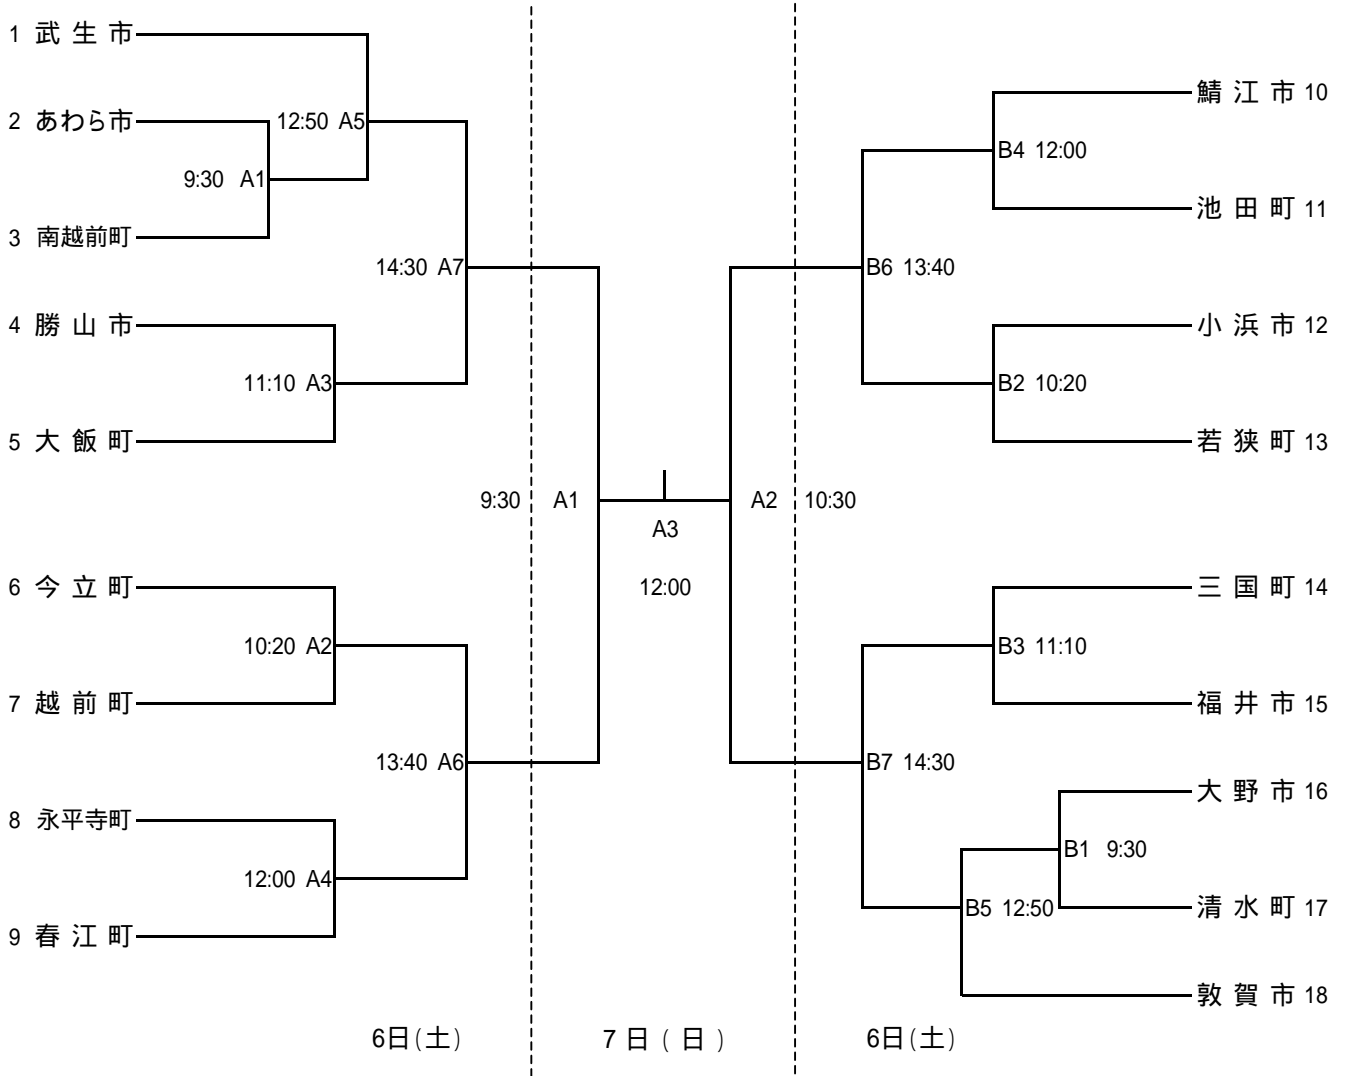 1 武生市
2 あわら市
12:50 A5
9:30 A1
3 南越前町
14:30 A7
4 勝山市
11:10 A3
5 大飯町
9:30 A1
6 今立町
10:20 A2
7 越前町
13:40 A6
8 永平寺町
12:00 A4
9 春江町
A3
12:00
鯖江市 10
B4 12:00
池田町 11
B6 13:40
小浜市 12
B2 10:20
若狭町 13
A2 10:30
三国町 14
B3 11:10
福井市 15
B7 14:30
大野市 16
B1 9:30
B5 12:50
清水町 17
敦賀市 18
6日(土)
7日(日)
6日(土)